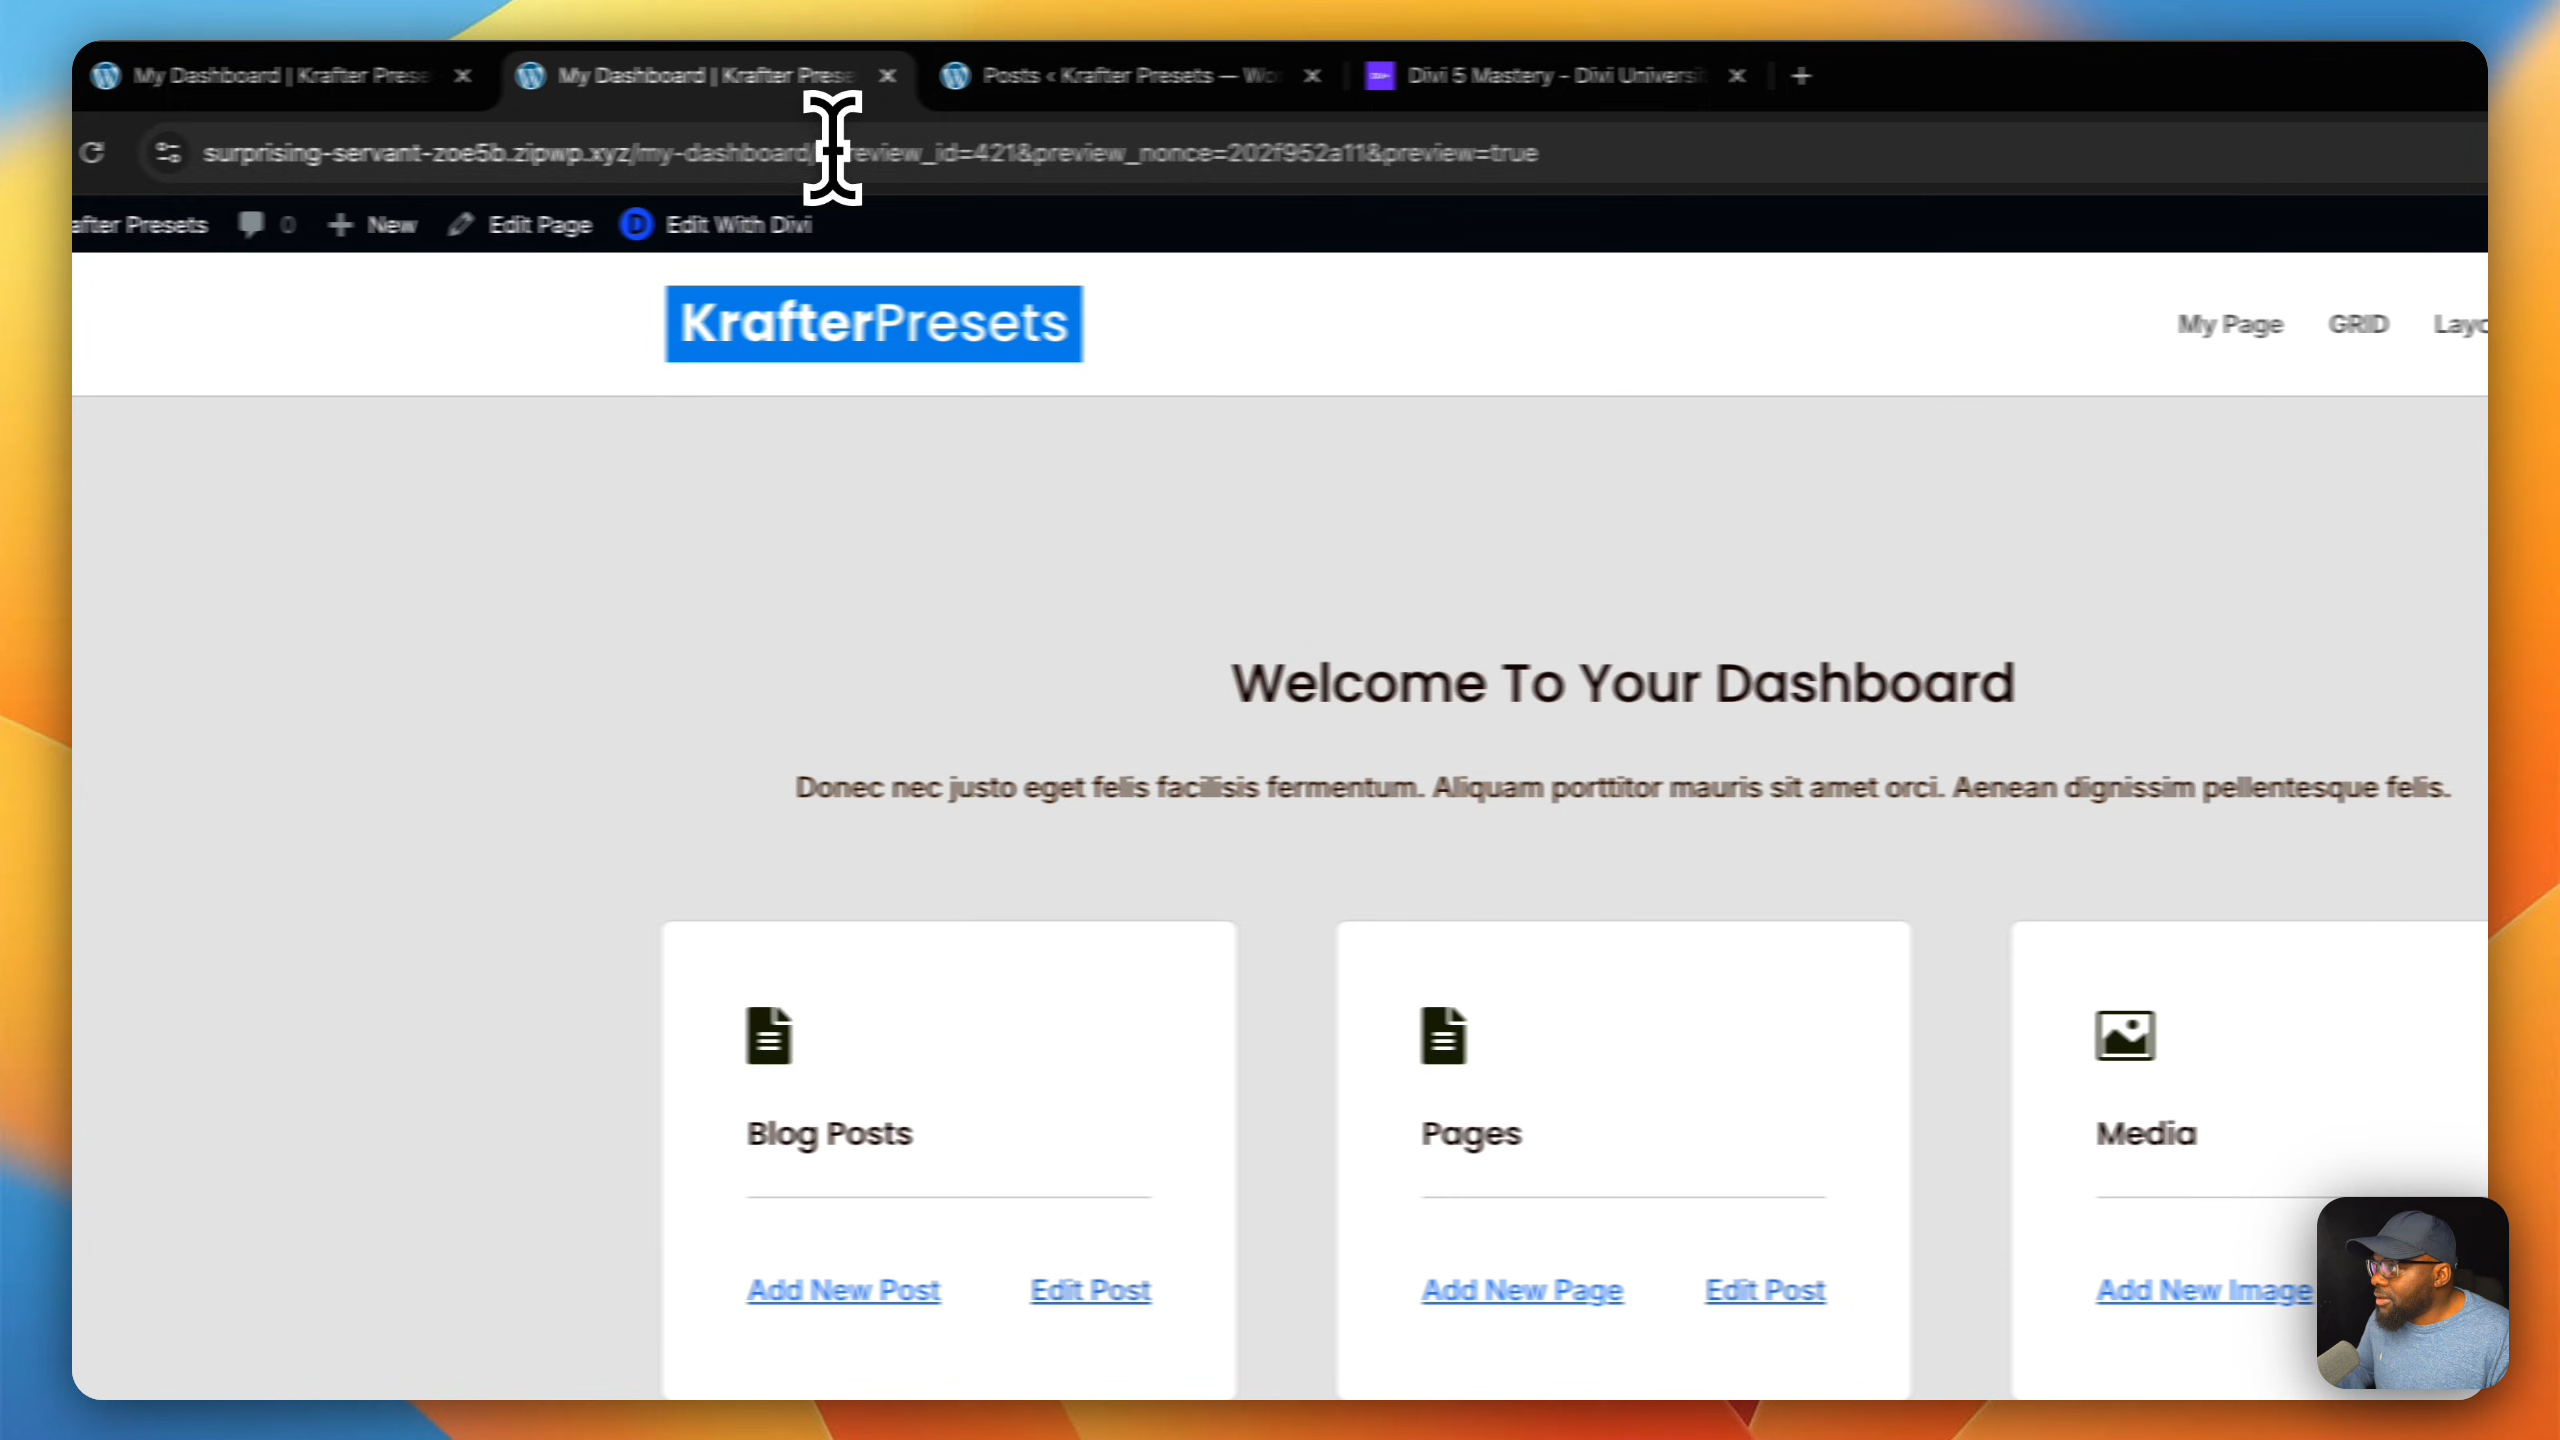 My Dashboard | Krafter Prese
My Dashboard | Krafter Prese
Posts « Krafter Presets — Wo
Divi 5 Mastery - Divi Universit
surprising-servant-zoe5b.zipwp.xyz/my-dashboard/ review_id=421&preview_nonce=202f952a11&preview=true
after Presets 0 New Edit Page Edit With Divi
KrafterPresets
My Page GRID Layo
Welcome To Your Dashboard
Donec nec justo eget felis facilisis fermentum. Aliquam porttitor mauris sit amet orci. Aenean dignissim pellentesque felis.
Blog Posts
Add New Post Edit Post
Pages
Add New Page Edit Post
Media
Add New Image